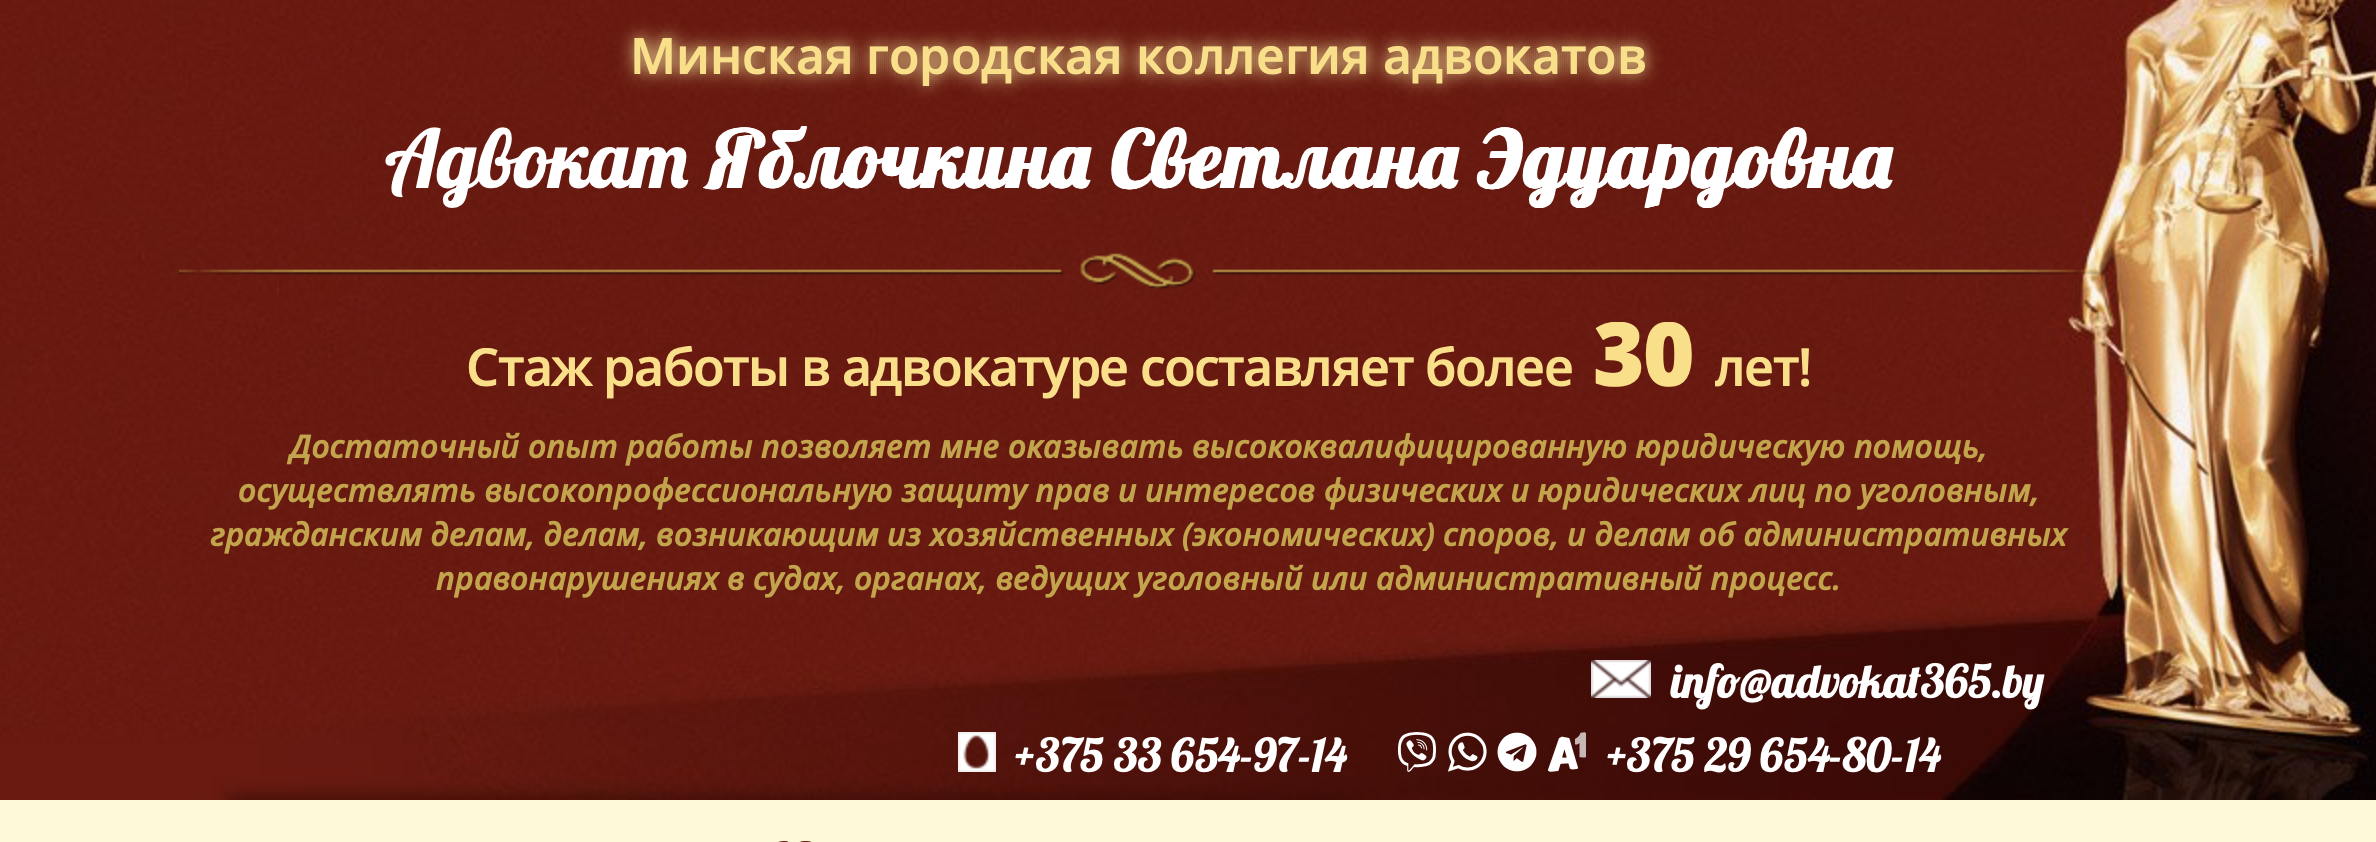 Минская городская коллегия адвокатов
Адвокат Яблочкина Светлана Эдуардовна
Стаж работы в адвокатуре составляет более 30 лет!
Достаточный опыт работы позволяет мне оказывать высококвалифицированную юридическую помощь,
осуществлять высокопрофессиональную защиту прав и интересов физических и юридических лиц по уголовным,
гражданским делам, делам, возникающим из хозяйственных (экономических) споров, и делам об административных
правонарушениях в судах, органах, ведущих уголовный или административный процесс.
info@advokat365.by
+375 33 654-97-14 A1 +375 29 654-80-14